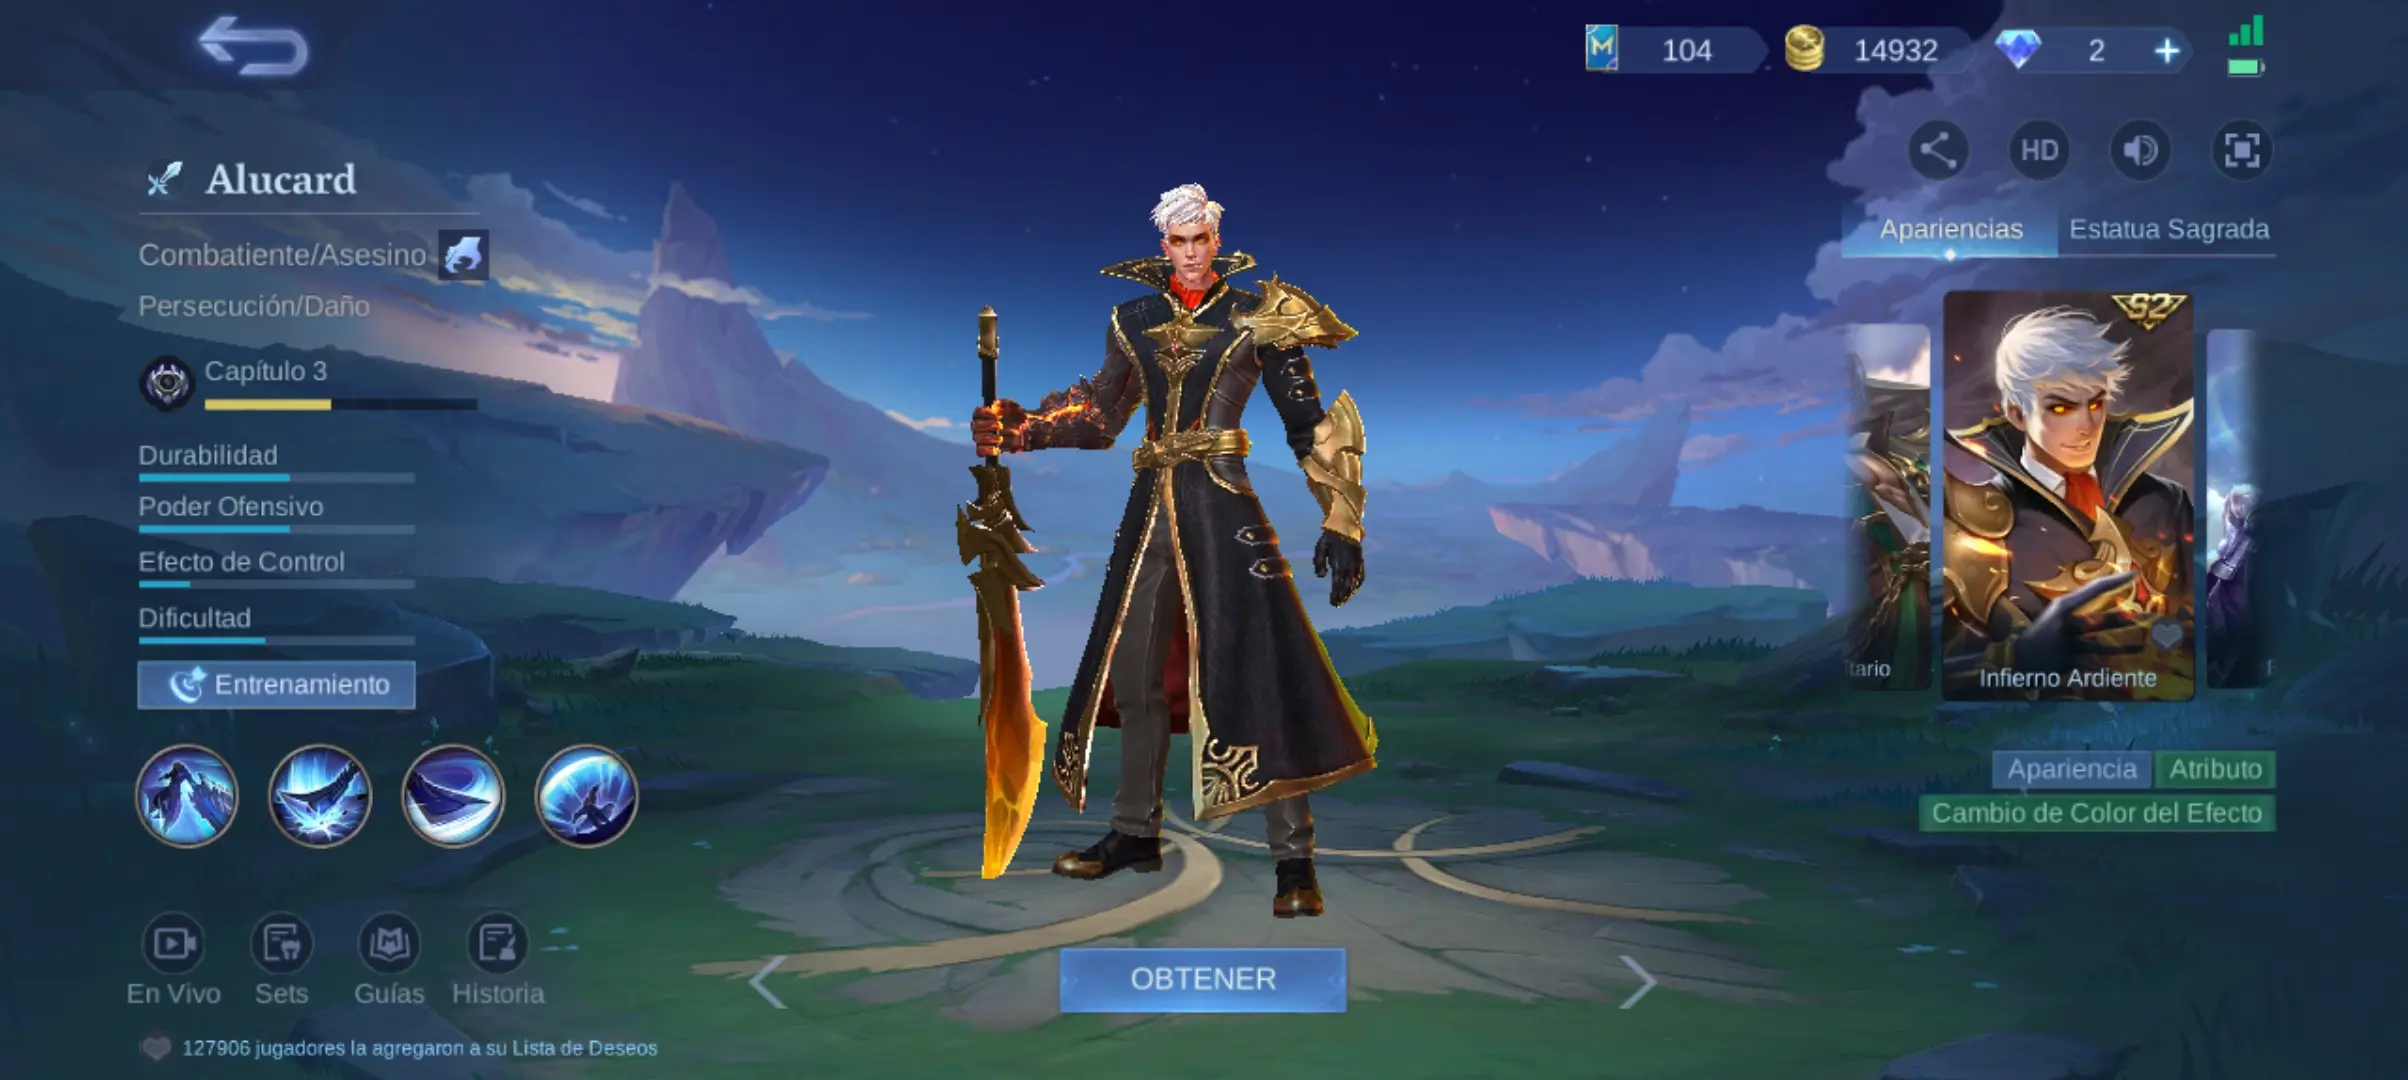 104
14932
2
HD
Alucard
Combatiente/Asesino
Persecución/Daño
Capítulo 3
Durabilidad
Poder Ofensivo
Efecto de Control
Dificultad
Entrenamiento
En Vivo
Sets
Guías
Historia
127906 jugadores la agregaron a su Lista de Deseos
OBTENER
Apariencias
Estatua Sagrada
S2
tario
Infierno Ardiente
Apariencia
Atributo
Cambio de Color del Efecto